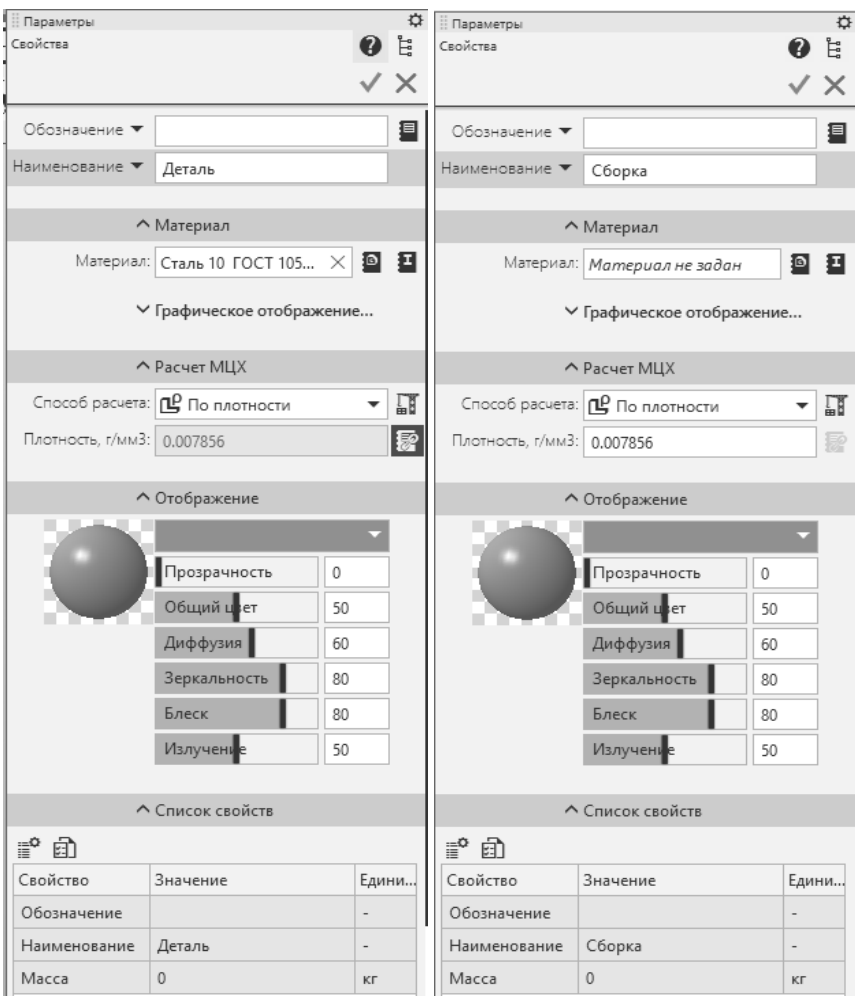 Параметры
Свойства
Обозначение
Наименование Деталь
Материал
Материал: Сталь 10 ГОСТ 105...
Графическое отображение...
Расчет МЦХ
Способ расчета: По плотности
Плотность, г/мм3: 0.007856
Отображение
Прозрачность 0
Общий цвет 50
Диффузия 60
Зеркальность 80
Блеск 80
Излучение 50
Список свойств
Свойство Значение Едини...
Обозначение -
Наименование Деталь -
Масса 0 кг
Параметры
Свойства
Обозначение
Наименование Сборка
Материал
Материал: Материал не задан
Графическое отображение...
Расчет МЦХ
Способ расчета: По плотности
Плотность, г/мм3: 0.007856
Отображение
Прозрачность 0
Общий цвет 50
Диффузия 60
Зеркальность 80
Блеск 80
Излучение 50
Список свойств
Свойство Значение Едини...
Обозначение -
Наименование Сборка -
Масса 0 кг